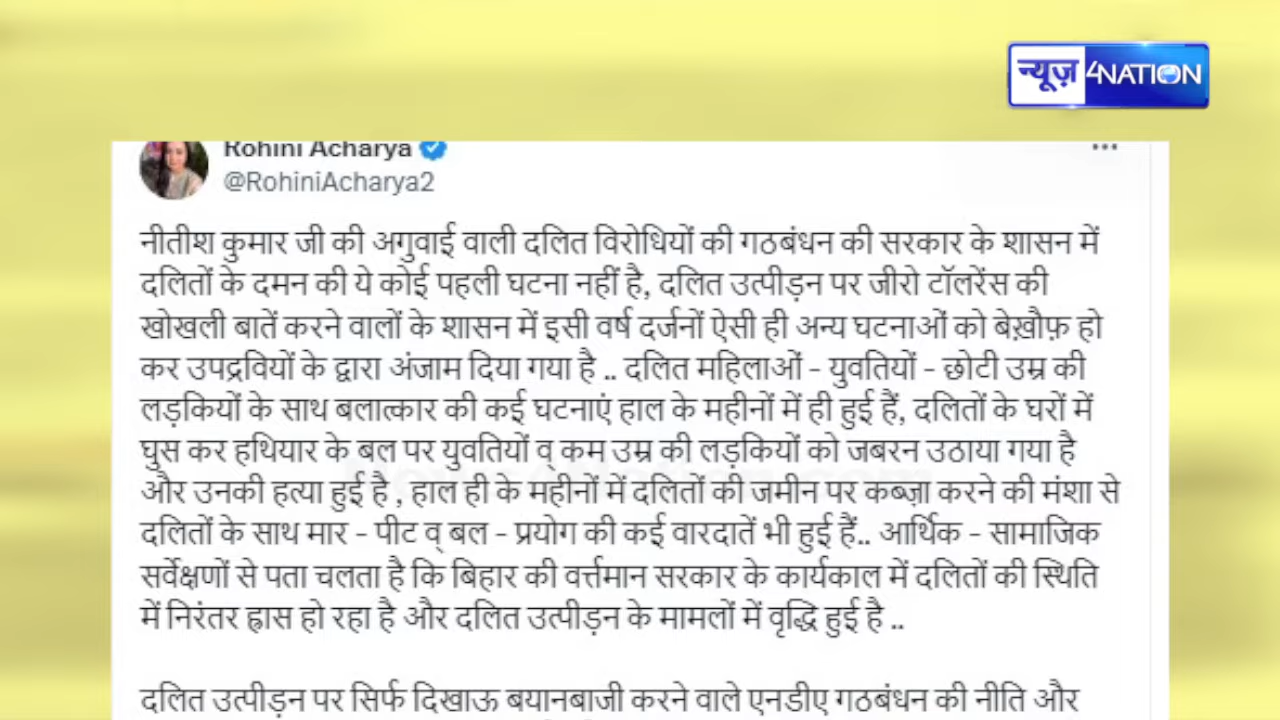 न्यूज़ 4NATION
Rohini Acharya
@RohiniAcharya2
नीतीश कुमार जी की अगुवाई वाली दलित विरोधियों की गठबंधन की सरकार के शासन में
दलितों के दमन की ये कोई पहली घटना नहीं है, दलित उत्पीड़न पर जीरो टॉलरेंस की
खोखली बातें करने वालों के शासन में इसी वर्ष दर्जनों ऐसी ही अन्य घटनाओं को बेख़ौफ़ हो
कर उपद्रवियों के द्वारा अंजाम दिया गया है .. दलित महिलाओं - युवतियों - छोटी उम्र की
लड़कियों के साथ बलात्कार की कई घटनाएं हाल के महीनों में ही हुई हैं, दलितों के घरों में
घुस कर हथियार के बल पर युवतियों व् कम उम्र की लड़कियों को जबरन उठाया गया है
और उनकी हत्या हुई है , हाल ही के महीनों में दलितों की जमीन पर कब्ज़ा करने की मंशा से
दलितों के साथ मार - पीट व् बल - प्रयोग की कई वारदातें भी हुई हैं.. आर्थिक - सामाजिक
सर्वेक्षणों से पता चलता है कि बिहार की वर्त्तमान सरकार के कार्यकाल में दलितों की स्थिति
में निरंतर ह्रास हो रहा है और दलित उत्पीड़न के मामलों में वृद्धि हुई है ..
दलित उत्पीड़न पर सिर्फ दिखाऊ बयानबाजी करने वाले एनडीए गठबंधन की नीति और